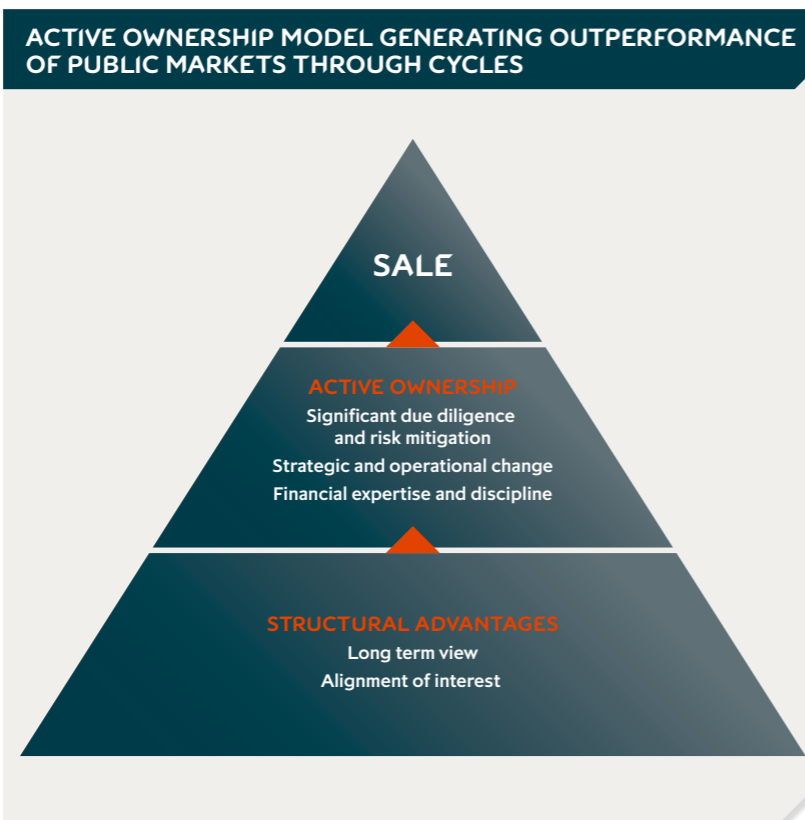 ACTIVE OWNERSHIP MODEL GENERATING OUTPERFORMANCE
OF PUBLIC MARKETS THROUGH CYCLES
SALE
ACTIVE OWNERSHIP
Significant due diligence
and risk mitigation
Strategic and operational change
Financial expertise and discipline
STRUCTURAL ADVANTAGES
Long term view
Alignment of interest